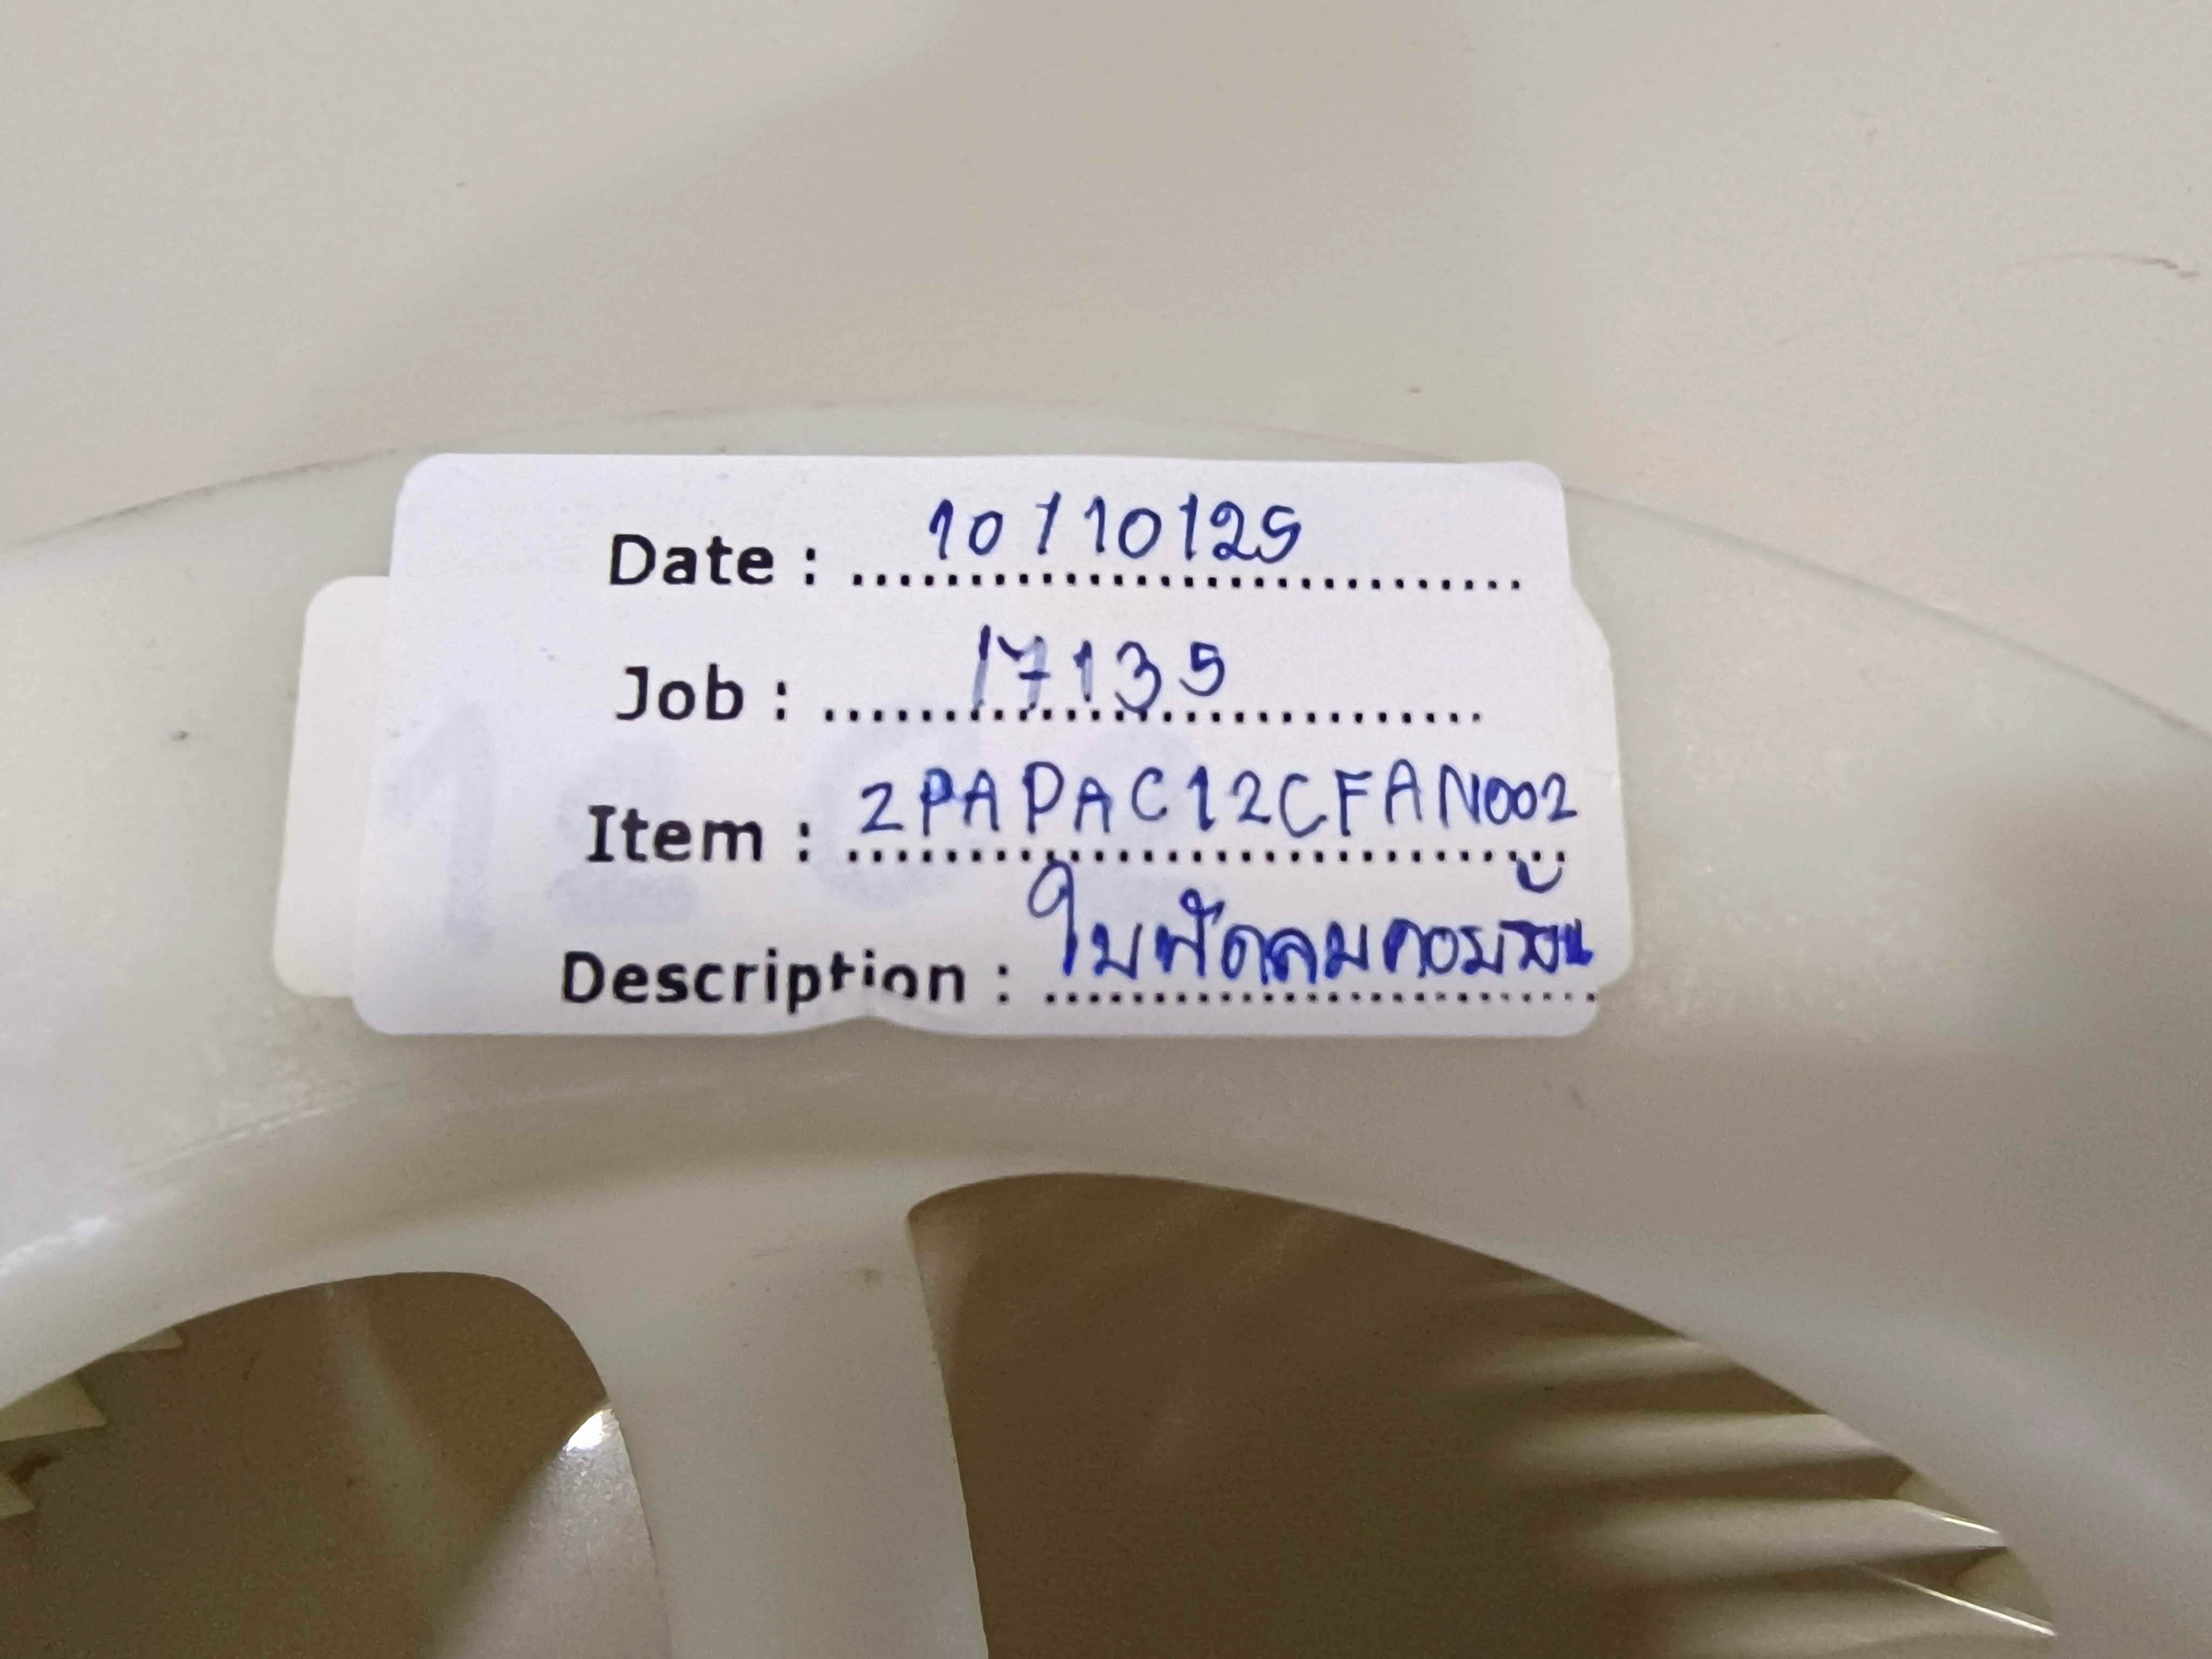 Date : 10/10/25
Job : 17135
Item : 2PAPAC12CFAN002
Description : ใบพัดลมคอยร้อน